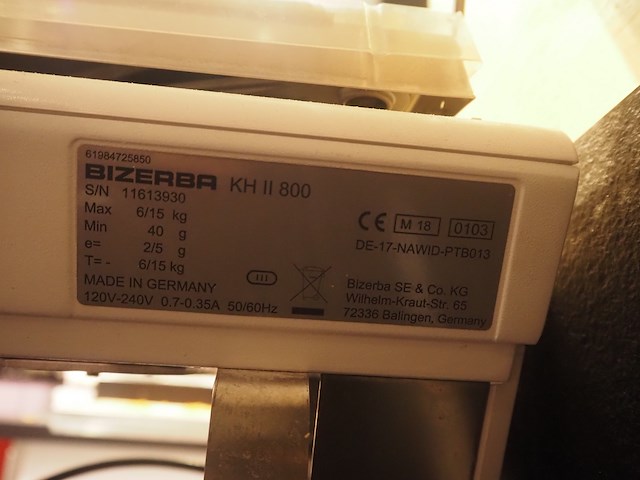 61984725850
BIZERBA KH II 800
S/N 11613930
Max 6/15 kg
Min 40 g
e= 2/5 g
T= - 6/15 kg
MADE IN GERMANY
120V-240V 0.7-0.35A 50/60Hz
CE M 18 0103
DE-17-NAWID-PTB013
III
Bizerba SE & Co. KG
Wilhelm-Kraut-Str. 65
72336 Balingen, Germany